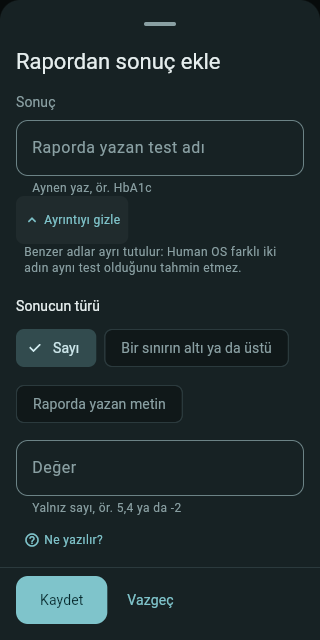 Rapordan sonuç ekle
Sonuç
Raporda yazan test adı
Aynen yaz, ör. HbA1c
Ayrıntıyı gizle
Benzer adlar ayrı tutulur: Human OS farklı iki
adın aynı test olduğunu tahmin etmez.
Sonucun türü
Sayı
Bir sınırın altı ya da üstü
Raporda yazan metin
Değer
Yalnız sayı, ör. 5,4 ya da -2
Ne yazılır?
Kaydet
Vazgeç